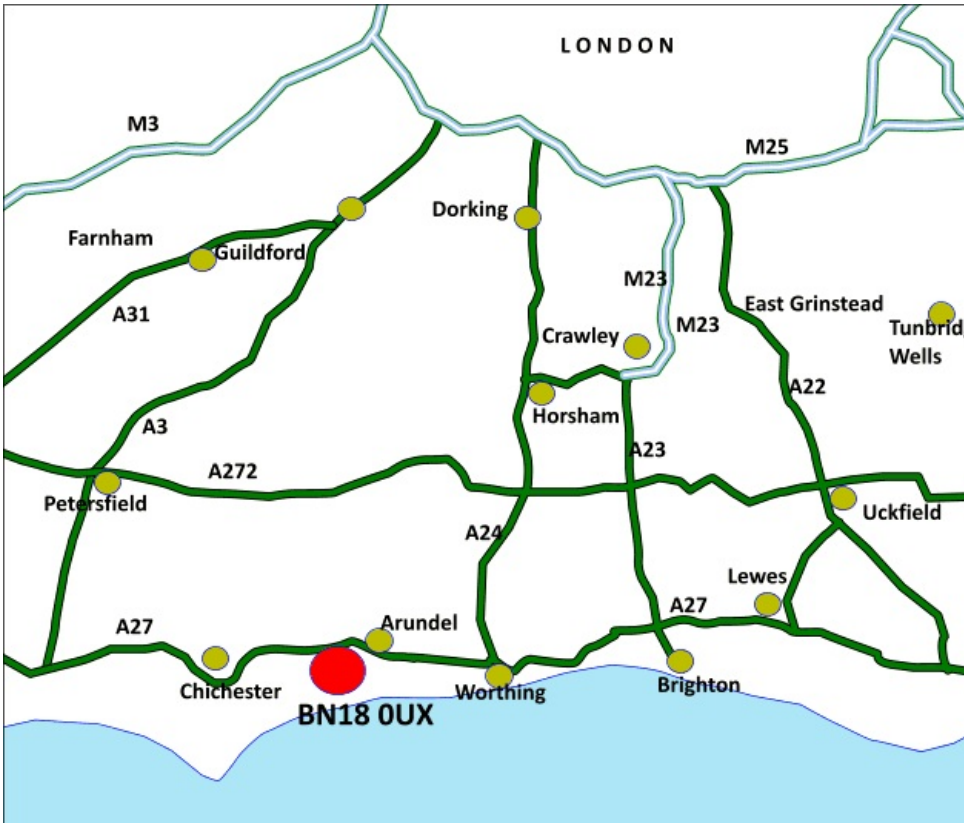 LONDON
M3
M25
Dorking
Farnham
Guildford
M23
East Grinstead
A31
M23
Tunbrid
Wells
Crawley
A22
Horsham
A3
A23
A272
Petersfield
Uckfield
A24
Lewes
A27
Arundel
A27
Chichester
Worthing
Brighton
BN18 0UX